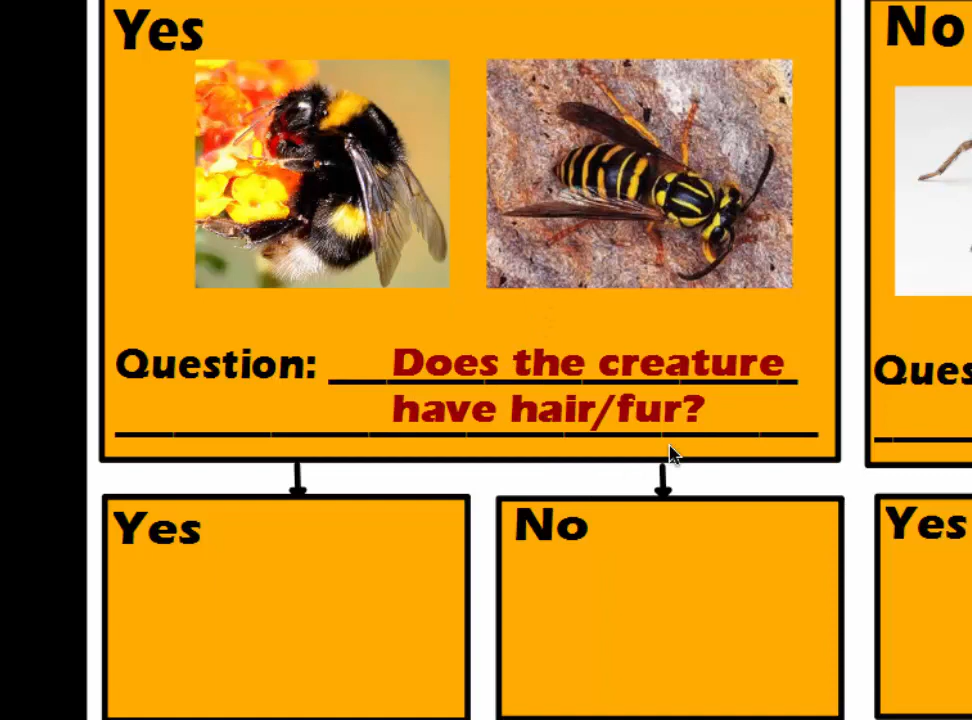 Yes
No
Question: Does the creature
have hair/fur?
Ques
Yes
No
Yes